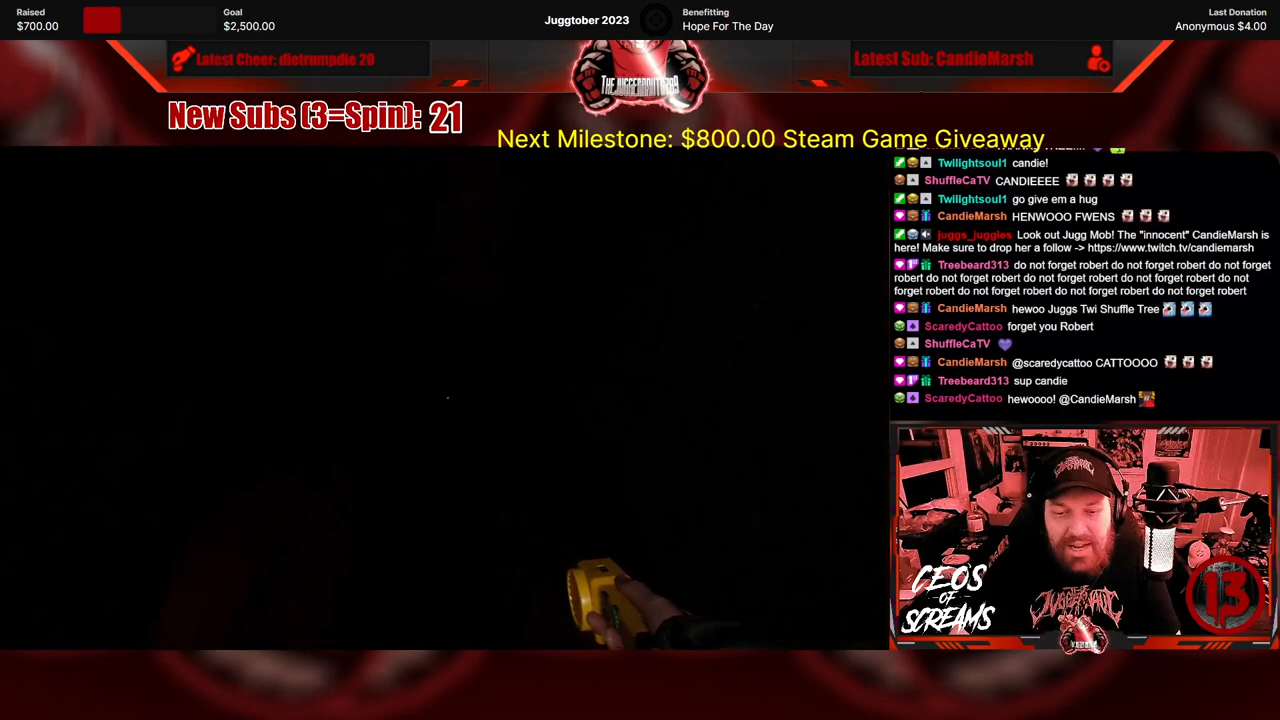 Raised
$700.00
Goal
$2,500.00
Juggtober 2023
Benefitting
Hope For The Day
Last Donation
Anonymous $4.00
Latest Cheer: dietrumpdie 20
THEJUGGERNAUT0289
Latest Sub: CandieMarsh
New Subs (3=Spin): 21
Next Milestone: $800.00 Steam Game Giveaway
Twilightsoul1 candie!
ShuffleCaTV CANDIEEEE
Twilightsoul1 go give em a hug
CandieMarsh HENWOOO FWENS
juggs_juggies Look out Jugg Mob! The "innocent" CandieMarsh is
here! Make sure to drop her a follow -> https://www.twitch.tv/candiemarsh
Treebeard313 do not forget robert do not forget robert do not forget
robert do not forget robert do not forget robert do not forget robert do not
forget robert do not forget robert do not forget robert do not forget robert
CandieMarsh hewoo Juggs Twi Shuffle Tree
ScaredyCattoo forget you Robert
ShuffleCaTV
CandieMarsh @scaredycattoo CATTOOOO
Treebeard313 sup candie
ScaredyCattoo hewoooo! @CandieMarsh
CEOS
OF
SCREAMS
13